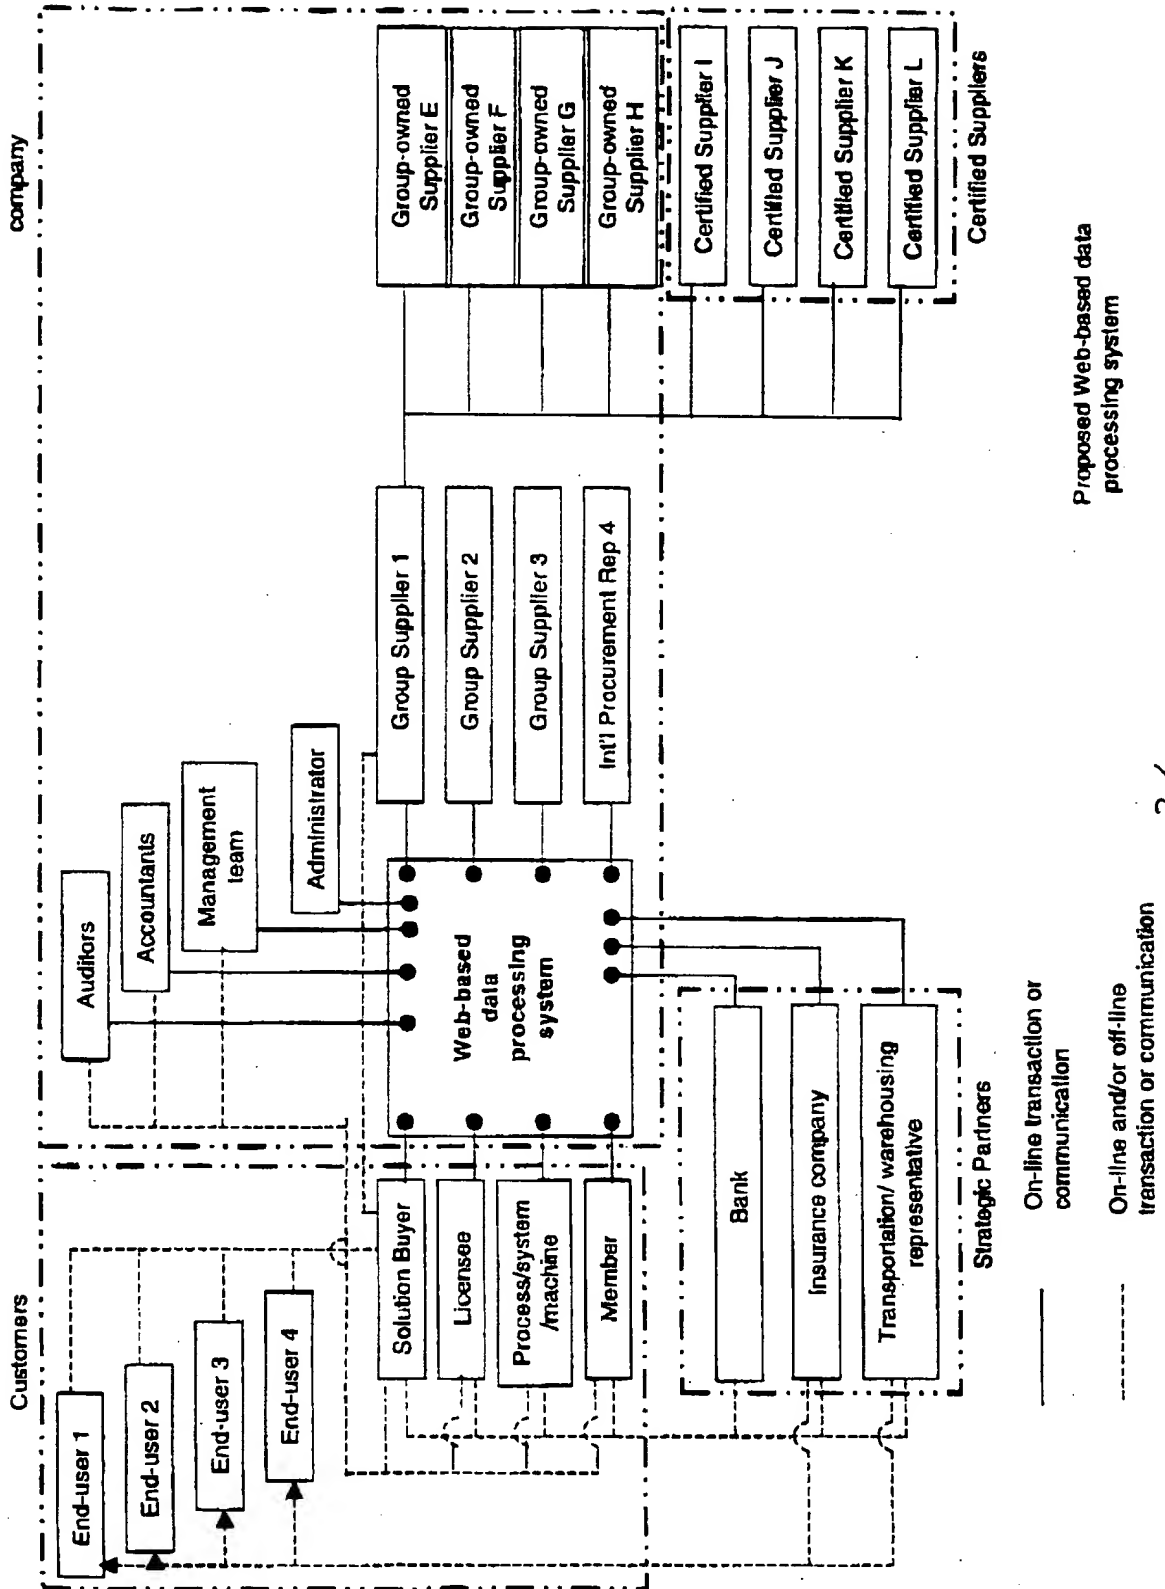 Customers
company
End-user 1
End-user 2
End-user 3
End-user 4
Auditors
Accountants
Management
team
Administrator
Solution Buyer
Licensee
Process/system
/machine
Member
Web-based
data
processing
system
Group Supplier 1
Group Supplier 2
Group Supplier 3
Int'l Procurement Rep 4
Group-owned
Supplier E
Group-owned
Supplier F
Group-owned
Supplier G
Group-owned
Supplier H
Certified Supplier I
Certified Supplier J
Certified Supplier K
Certified Supplier L
Certified Suppliers
Bank
Insurance company
Transportation/ warehousing
representative
Strategic Partners
On-line transaction or
communication
On-line and/or off-line
transaction or communication
Proposed Web-based data
processing system